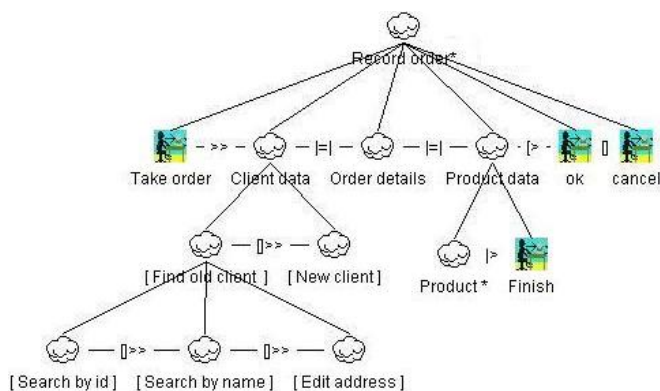 Record order*
>> |=| |=| [> []
Take order Client data Order details Product data ok cancel
[]>> |>
[ Find old client ] [ New client ] Product * Finish
[]>> []>>
[ Search by id ] [ Search by name ] [ Edit address ]